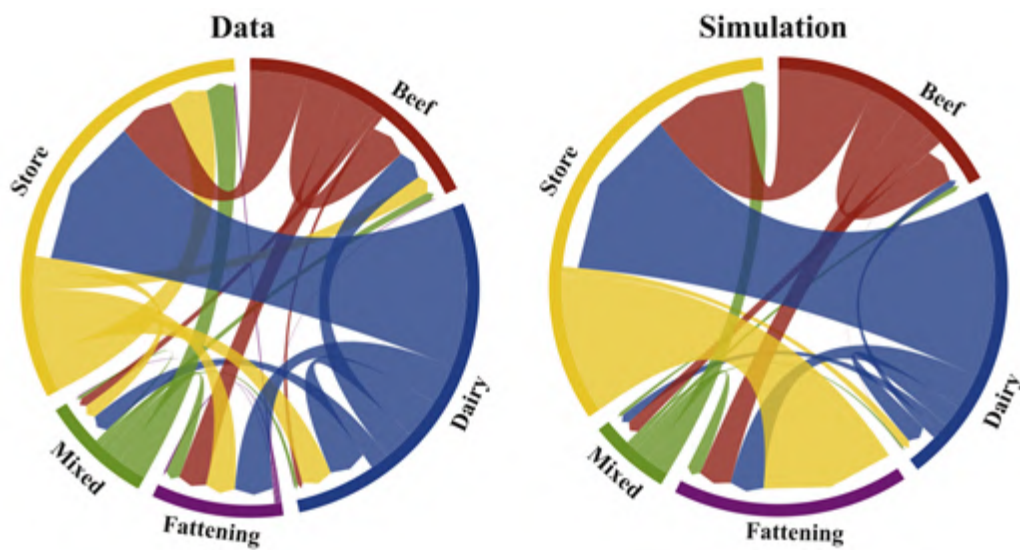 Data
Simulation
Beef
Store
Dairy
Mixed
Fattening
Beef
Store
Dairy
Mixed
Fattening